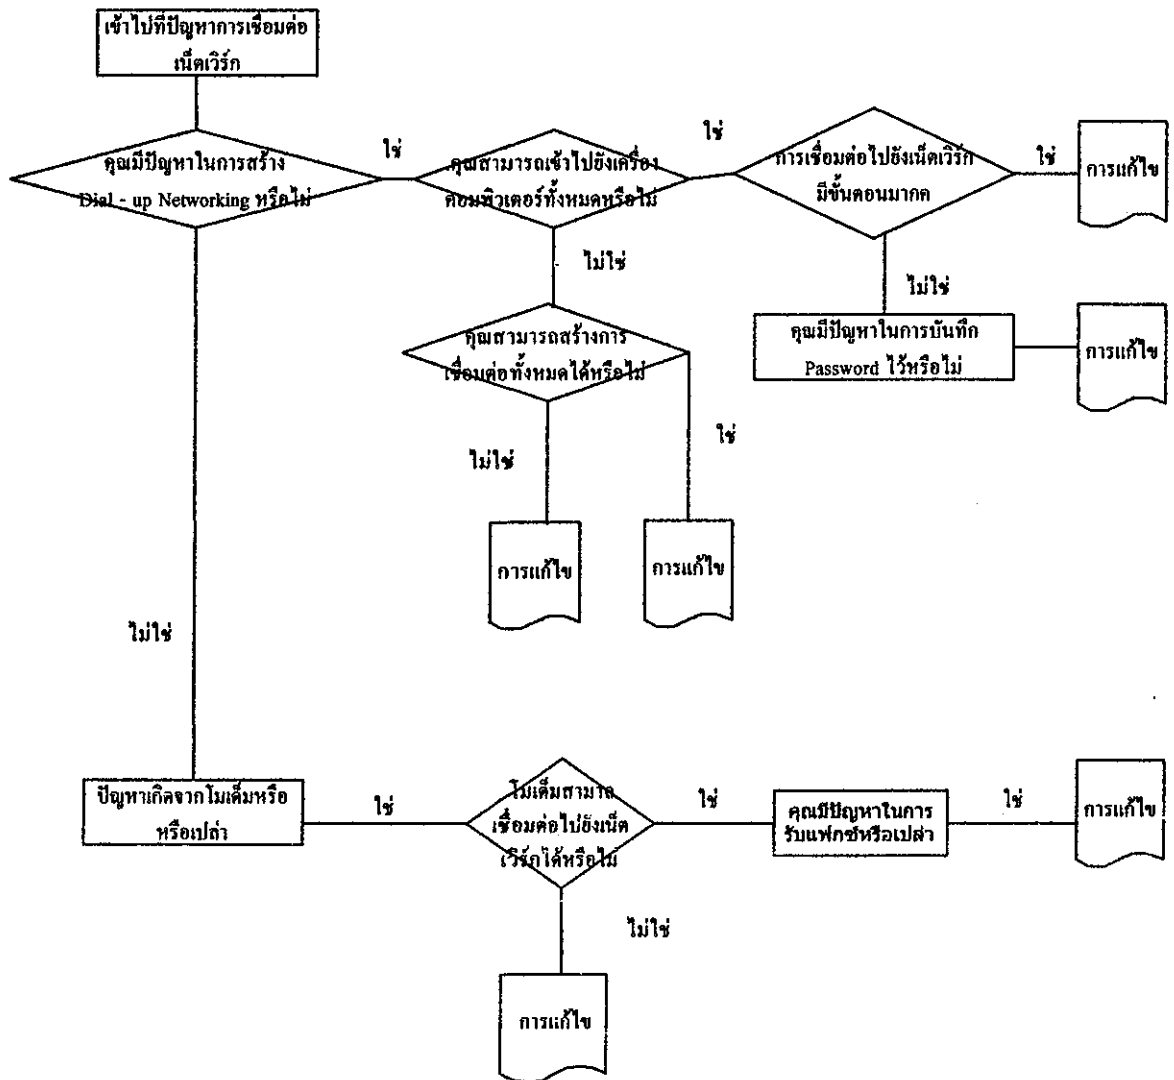 เข้าไปที่ปัญหาการเชื่อมต่อ
เน็ตเวิร์ก
คุณมีปัญหาในการสร้าง
Dial - up Networking หรือไม่
ใช่
คุณสามารถเข้าไปยังเครื่อง
คอมพิวเตอร์ทั้งหมดหรือไม่
ใช่
การเชื่อมต่อไปยังเน็ตเวิร์ก
มีขั้นตอนมากด
ใช่
การแก้ไข
ไม่ใช่
ไม่ใช่
คุณสามารถสร้างการ
เชื่อมต่อทั้งหมดได้หรือไม่
คุณมีปัญหาในการบันทึก
Password ไว้หรือไม่
การแก้ไข
ไม่ใช่
ใช่
การแก้ไข
การแก้ไข
ไม่ใช่
ปัญหาเกิดจากโมเด็มหรือ
หรือเปล่า
ใช่
โมเด็มสามาถ
เชื่อมต่อไปยังเน็ต
เวิร์กได้หรือไม่
ใช่
คุณมีปัญหาในการ
รับแฟกซ์หรือเปล่า
ใช่
การแก้ไข
ไม่ใช่
การแก้ไข